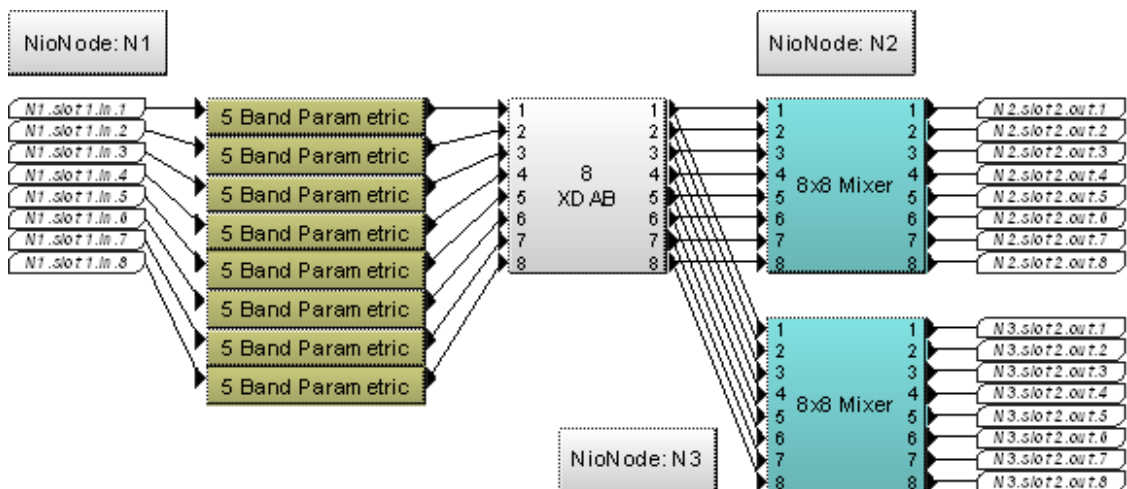 NioNode: N1
NioNode: N2
N1.slot1.in.1
N1.slot1.in.2
N1.slot1.in.3
N1.slot1.in.4
N1.slot1.in.5
N1.slot1.in.6
N1.slot1.in.7
N1.slot1.in.8
5 Band Parametric
5 Band Parametric
5 Band Parametric
5 Band Parametric
5 Band Parametric
5 Band Parametric
5 Band Parametric
5 Band Parametric
1 1
2 2
3 3
4 4
5 5
6 6
7 7
8 8
8
XDAB
1 1
2 2
3 3
4 4
5 5
6 6
7 7
8 8
8x8 Mixer
N2.slot2.out.1
N2.slot2.out.2
N2.slot2.out.3
N2.slot2.out.4
N2.slot2.out.5
N2.slot2.out.6
N2.slot2.out.7
N2.slot2.out.8
1 1
2 2
3 3
4 4
5 5
6 6
7 7
8 8
8x8 Mixer
N3.slot2.out.1
N3.slot2.out.2
N3.slot2.out.3
N3.slot2.out.4
N3.slot2.out.5
N3.slot2.out.6
N3.slot2.out.7
N3.slot2.out.8
NioNode: N3